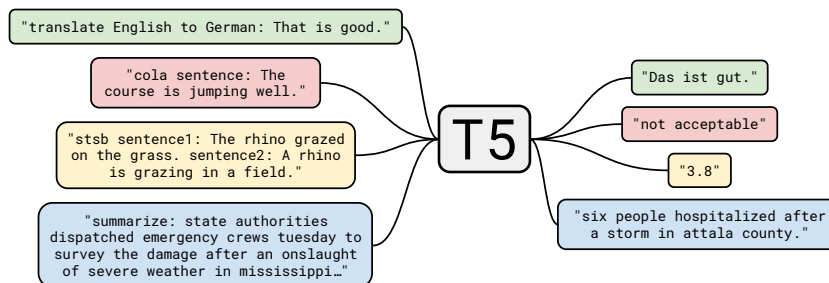 "translate English to German: That is good."
"cola sentence: The
course is jumping well."
"stsb sentence1: The rhino grazed
on the grass. sentence2: A rhino
is grazing in a field."
"summarize: state authorities
dispatched emergency crews tuesday to
survey the damage after an onslaught
of severe weather in mississippi…"
T5
"Das ist gut."
"not acceptable"
"3.8"
"six people hospitalized after
a storm in attala county."